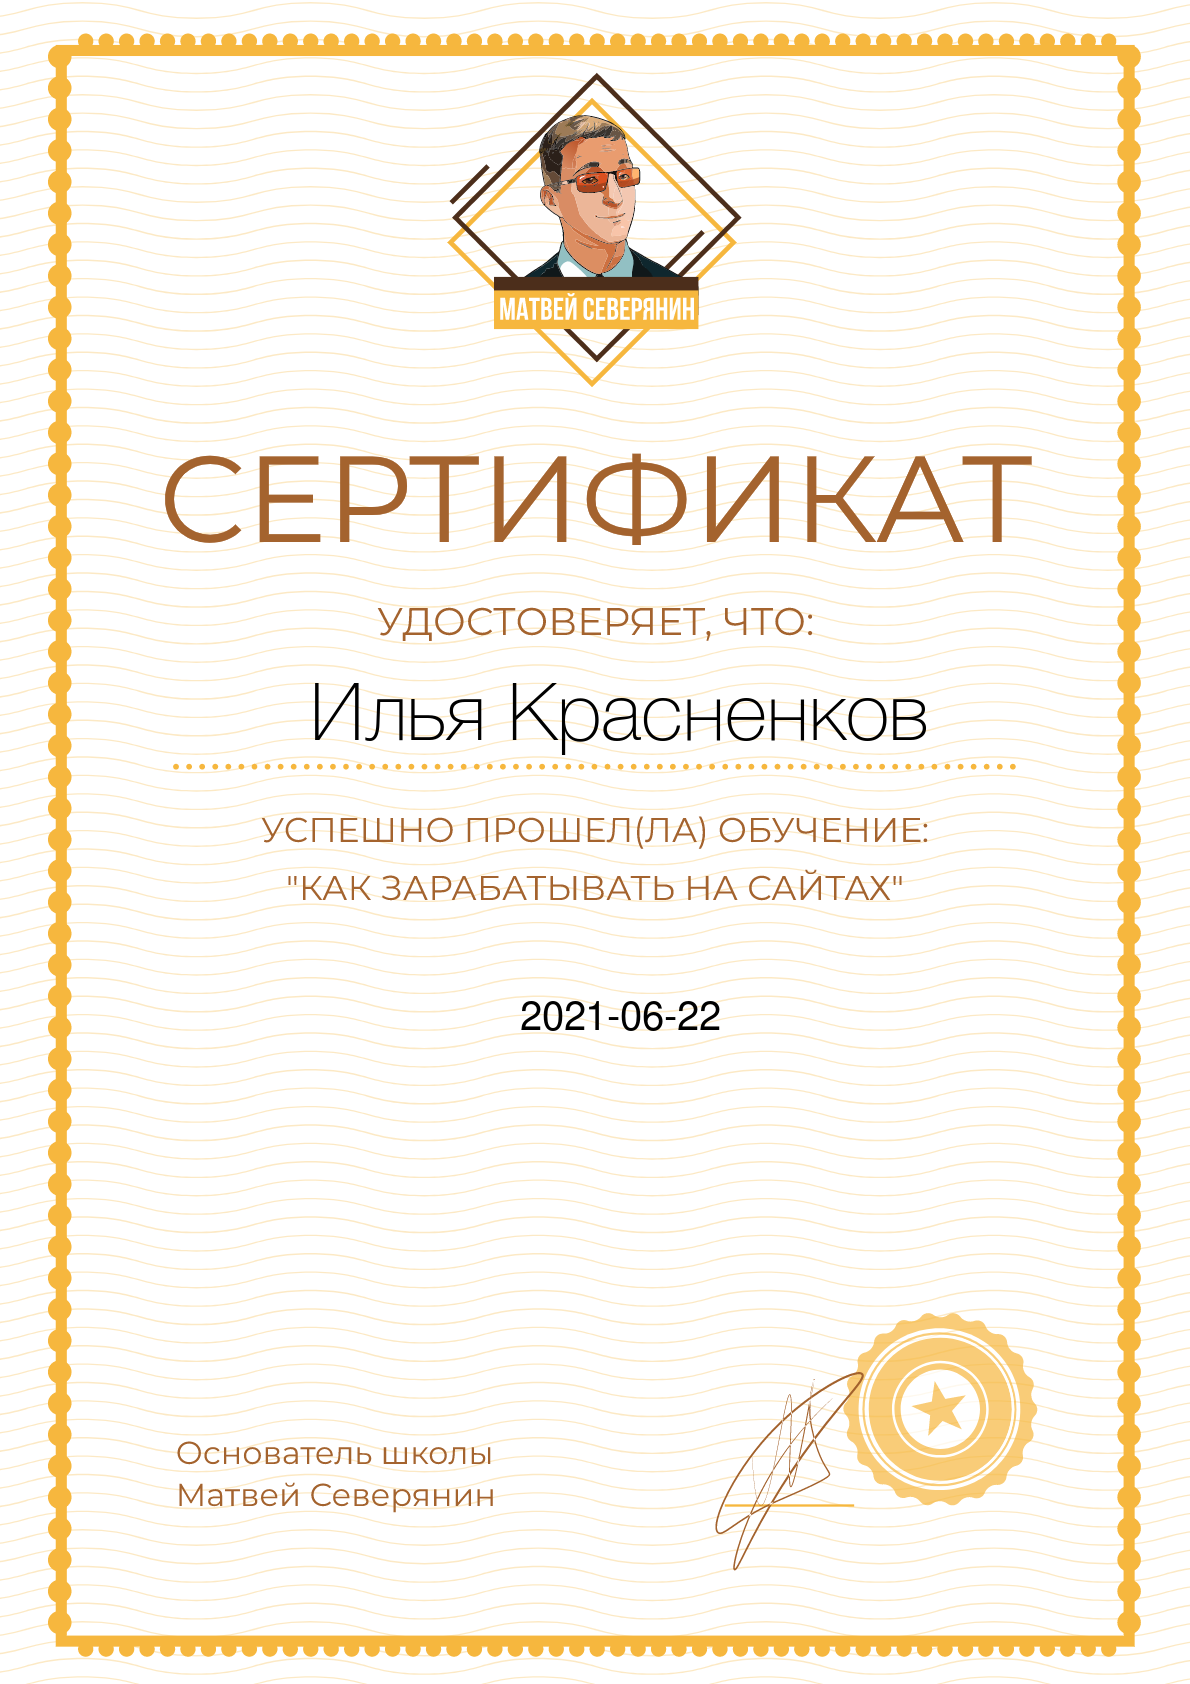 МАТВЕЙ СЕВЕРЯНИН
СЕРТИФИКАТ
УДОСТОВЕРЯЕТ, ЧТО:
Илья Красненков
УСПЕШНО ПРОШЕЛ(ЛА) ОБУЧЕНИЕ:
"КАК ЗАРАБАТЫВАТЬ НА САЙТАХ"
2021-06-22
Основатель школы
Матвей Северянин